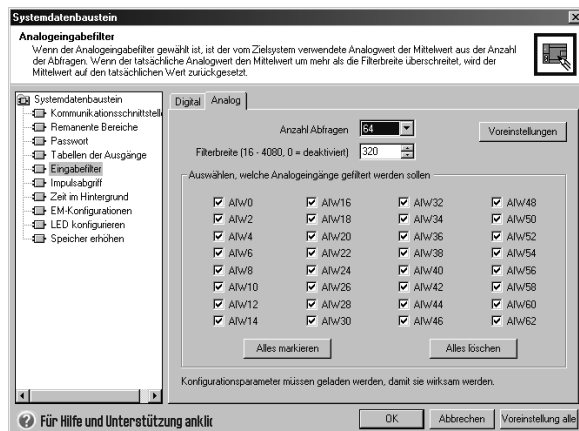 Systemdatenbaustein
Analogeingabefilter
Wenn der Analogeingabefilter gewählt ist, ist der vom Zielsystem verwendete Analogwert der Mittelwert aus der Anzahl
der Abfragen. Wenn der tatsächliche Analogwert den Mittelwert um mehr als die Filterbreite überschreitet, wird der
Mittelwert auf den tatsächlichen Wert zurückgesetzt.
Systemdatenbaustein
Kommunikationsschnittstelle
Remanente Bereiche
Passwort
Tabellen der Ausgänge
Eingabefilter
Impulsabgriff
Zeit im Hintergrund
EM-Konfigurationen
LED konfigurieren
Speicher erhöhen
Digital Analog
Anzahl Abfragen 64 Voreinstellungen
Filterbreite (16 - 4080, 0 = deaktiviert) 320
Auswählen, welche Analogeingänge gefiltert werden sollen
AIW0 AIW16 AIW32 AIW48
AIW2 AIW18 AIW34 AIW50
AIW4 AIW20 AIW36 AIW52
AIW6 AIW22 AIW38 AIW54
AIW8 AIW24 AIW40 AIW56
AIW10 AIW26 AIW42 AIW58
AIW12 AIW28 AIW44 AIW60
AIW14 AIW30 AIW46 AIW62
Alles markieren Alles löschen
Konfigurationsparameter müssen geladen werden, damit sie wirksam werden.
Für Hilfe und Unterstützung anklic
OK Abbrechen Voreinstellung alle